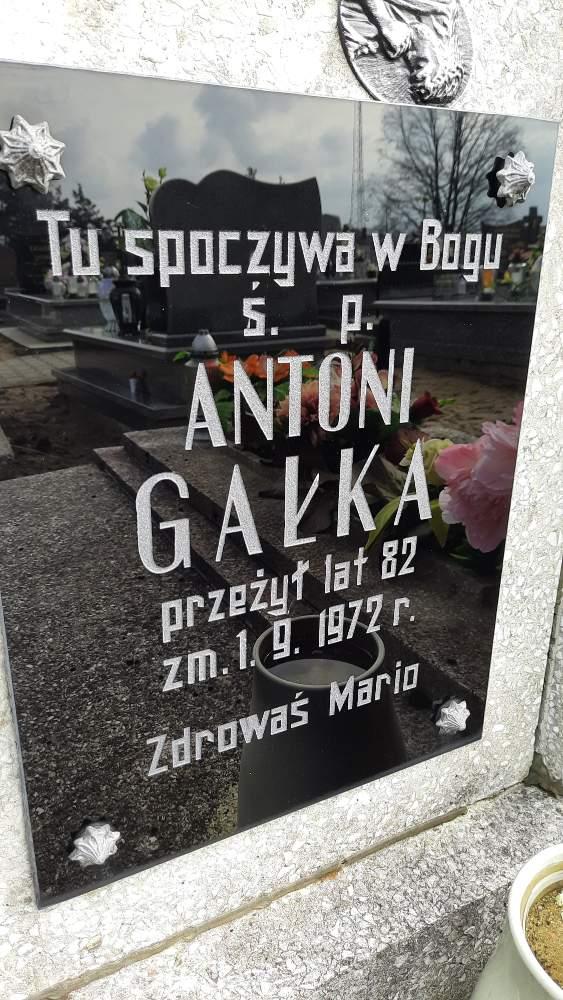 Tu spoczywa w Bogu
ś. p.
ANTONI
GAŁKA
przeżył lat 82
zm. 1. 9. 1972 r.
Zdrowaś Mario